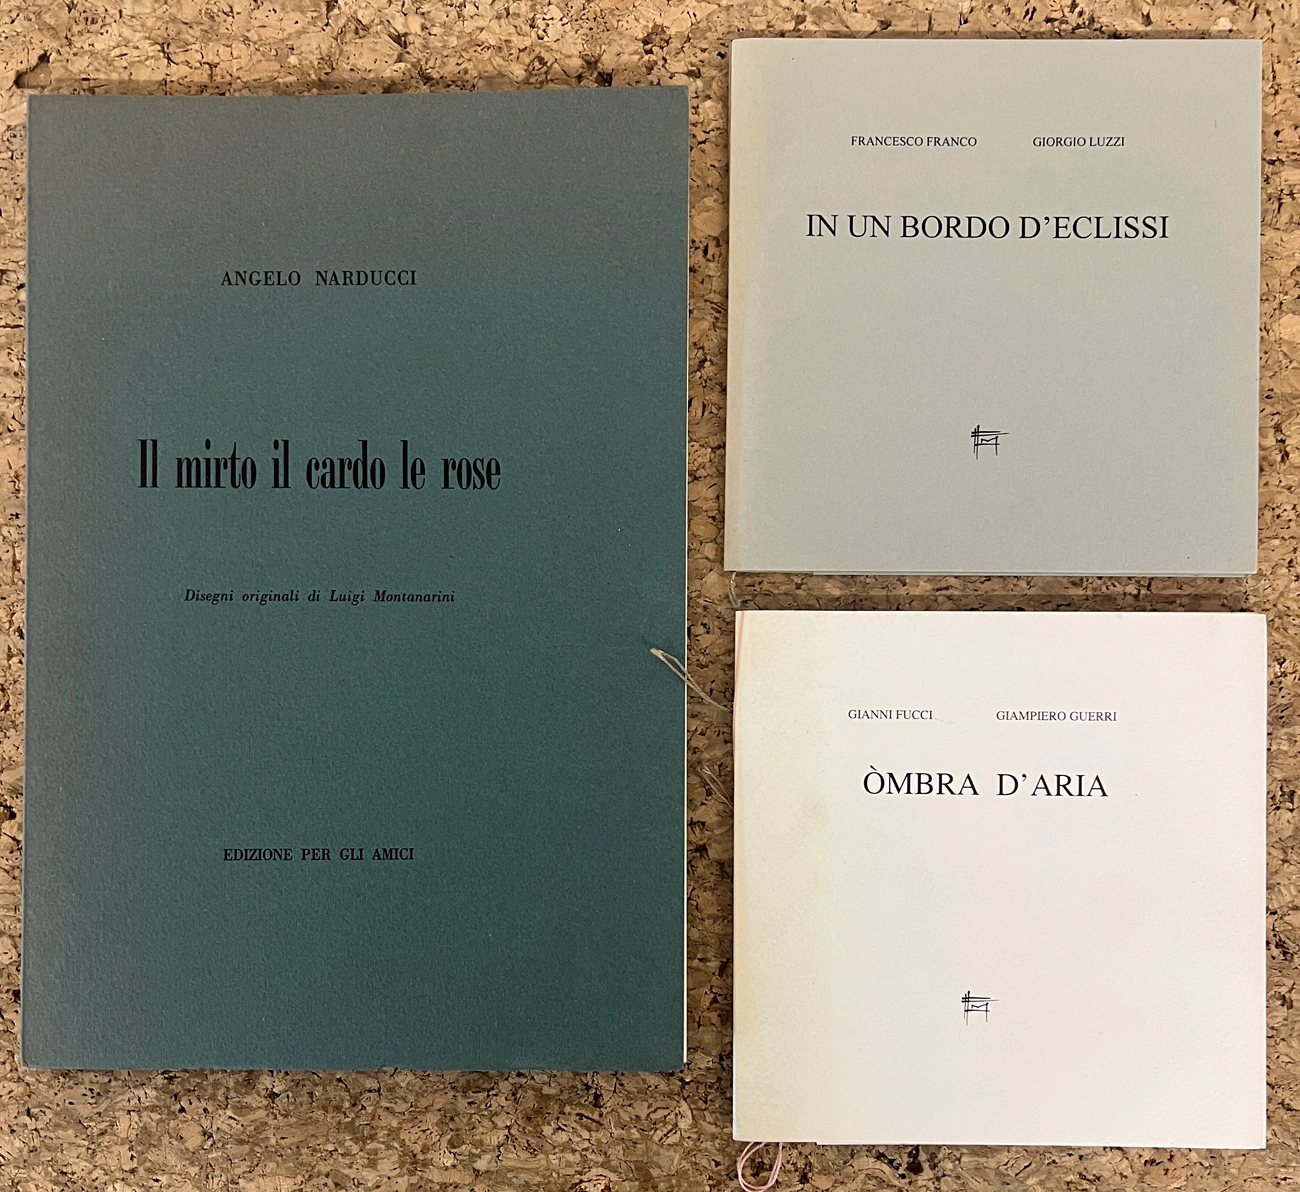 ANGELO NARDUCCI
Il mirto il cardo le rose
Disegni originali di Luigi Montanarini
EDIZIONE PER GLI AMICI
FRANCESCO FRANCO GIORGIO LUZZI
IN UN BORDO D'ECLISSI
GIANNI FUCCI GIAMPIERO GUERRI
ÒMBRA D'ARIA